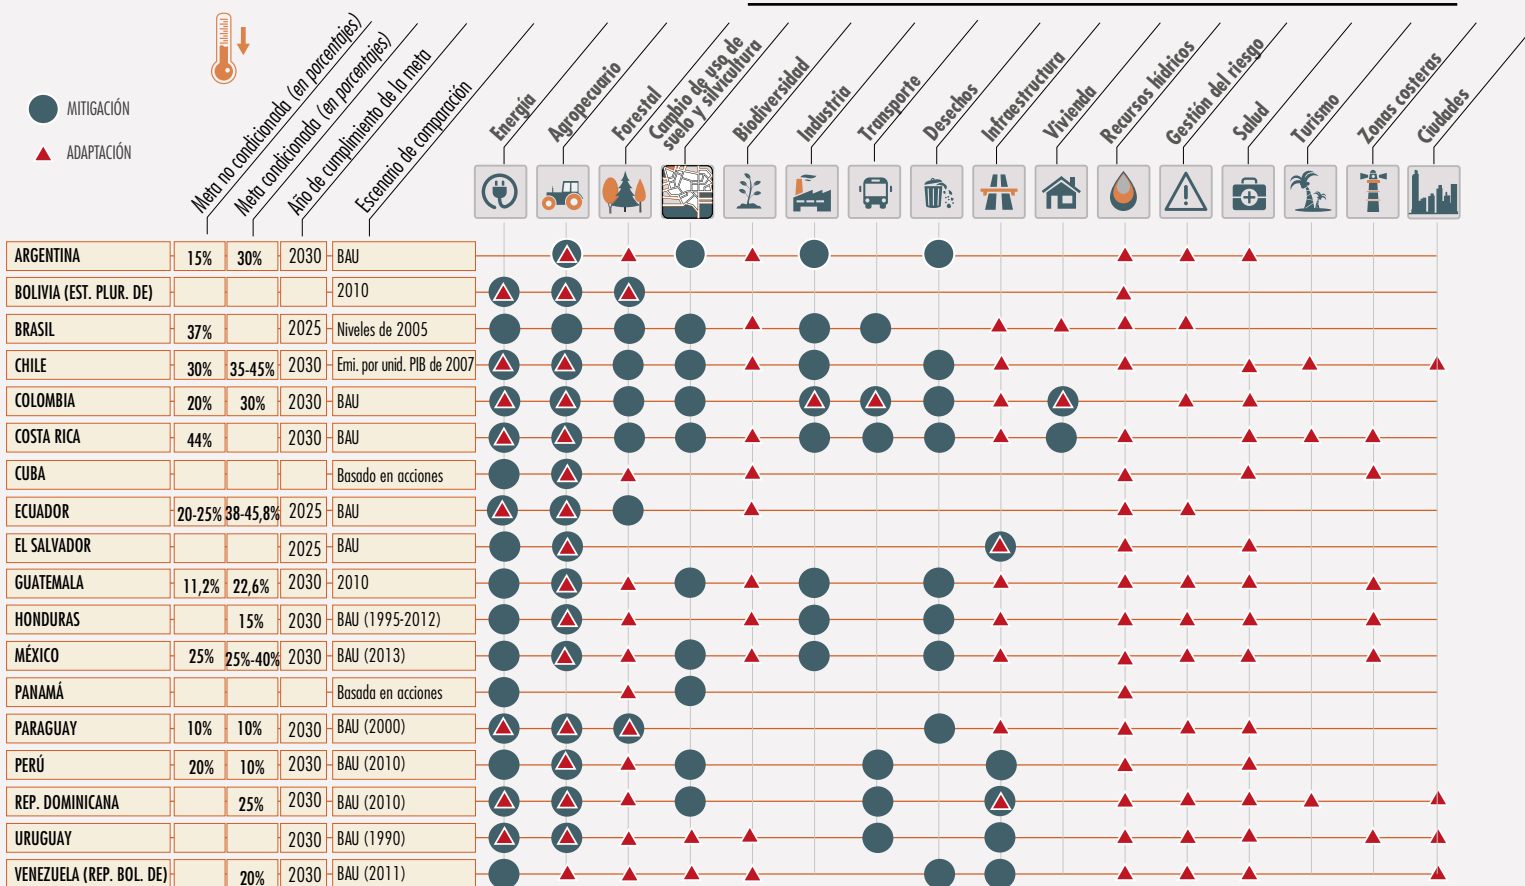 MITIGACIÓN
ADAPTACIÓN
Meta no condicionada (en porcentajes)
Meta condicionada (en porcentajes)
Año de cumplimiento de la meta
Escenario de comparación
Energía
Agropecuario
Forestal
Cambio de uso de
suelo y silvicultura
Biodiversidad
Industria
Transporte
Desechos
Infraestructura
Vivienda
Recursos hídricos
Gestión del riesgo
Salud
Turismo
Zonas costeras
Ciudades
ARGENTINA 15% 30% 2030 BAU
BOLIVIA (EST. PLUR. DE) 2010
BRASIL 37% 2025 Niveles de 2005
CHILE 30% 35-45% 2030 Emi. por unid. PIB de 2007
COLOMBIA 20% 30% 2030 BAU
COSTA RICA 44% 2030 BAU
CUBA Basado en acciones
ECUADOR 20-25% 38-45,8% 2025 BAU
EL SALVADOR 2025 BAU
GUATEMALA 11,2% 22,6% 2030 2010
HONDURAS 15% 2030 BAU (1995-2012)
MÉXICO 25% 25%-40% 2030 BAU (2013)
PANAMÁ Basada en acciones
PARAGUAY 10% 10% 2030 BAU (2000)
PERÚ 20% 10% 2030 BAU (2010)
REP. DOMINICANA 25% 2030 BAU (2010)
URUGUAY 2030 BAU (1990)
VENEZUELA (REP. BOL. DE) 20% 2030 BAU (2011)